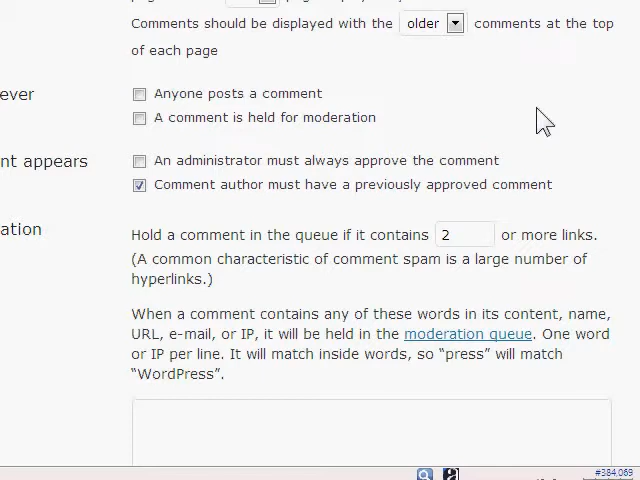 Comments should be displayed with the older comments at the top
of each page
ever
Anyone posts a comment
A comment is held for moderation
nt appears
An administrator must always approve the comment
Comment author must have a previously approved comment
ation
Hold a comment in the queue if it contains 2 or more links.
(A common characteristic of comment spam is a large number of
hyperlinks.)
When a comment contains any of these words in its content, name,
URL, e-mail, or IP, it will be held in the moderation queue. One word
or IP per line. It will match inside words, so “press” will match
“WordPress”.
#384,069